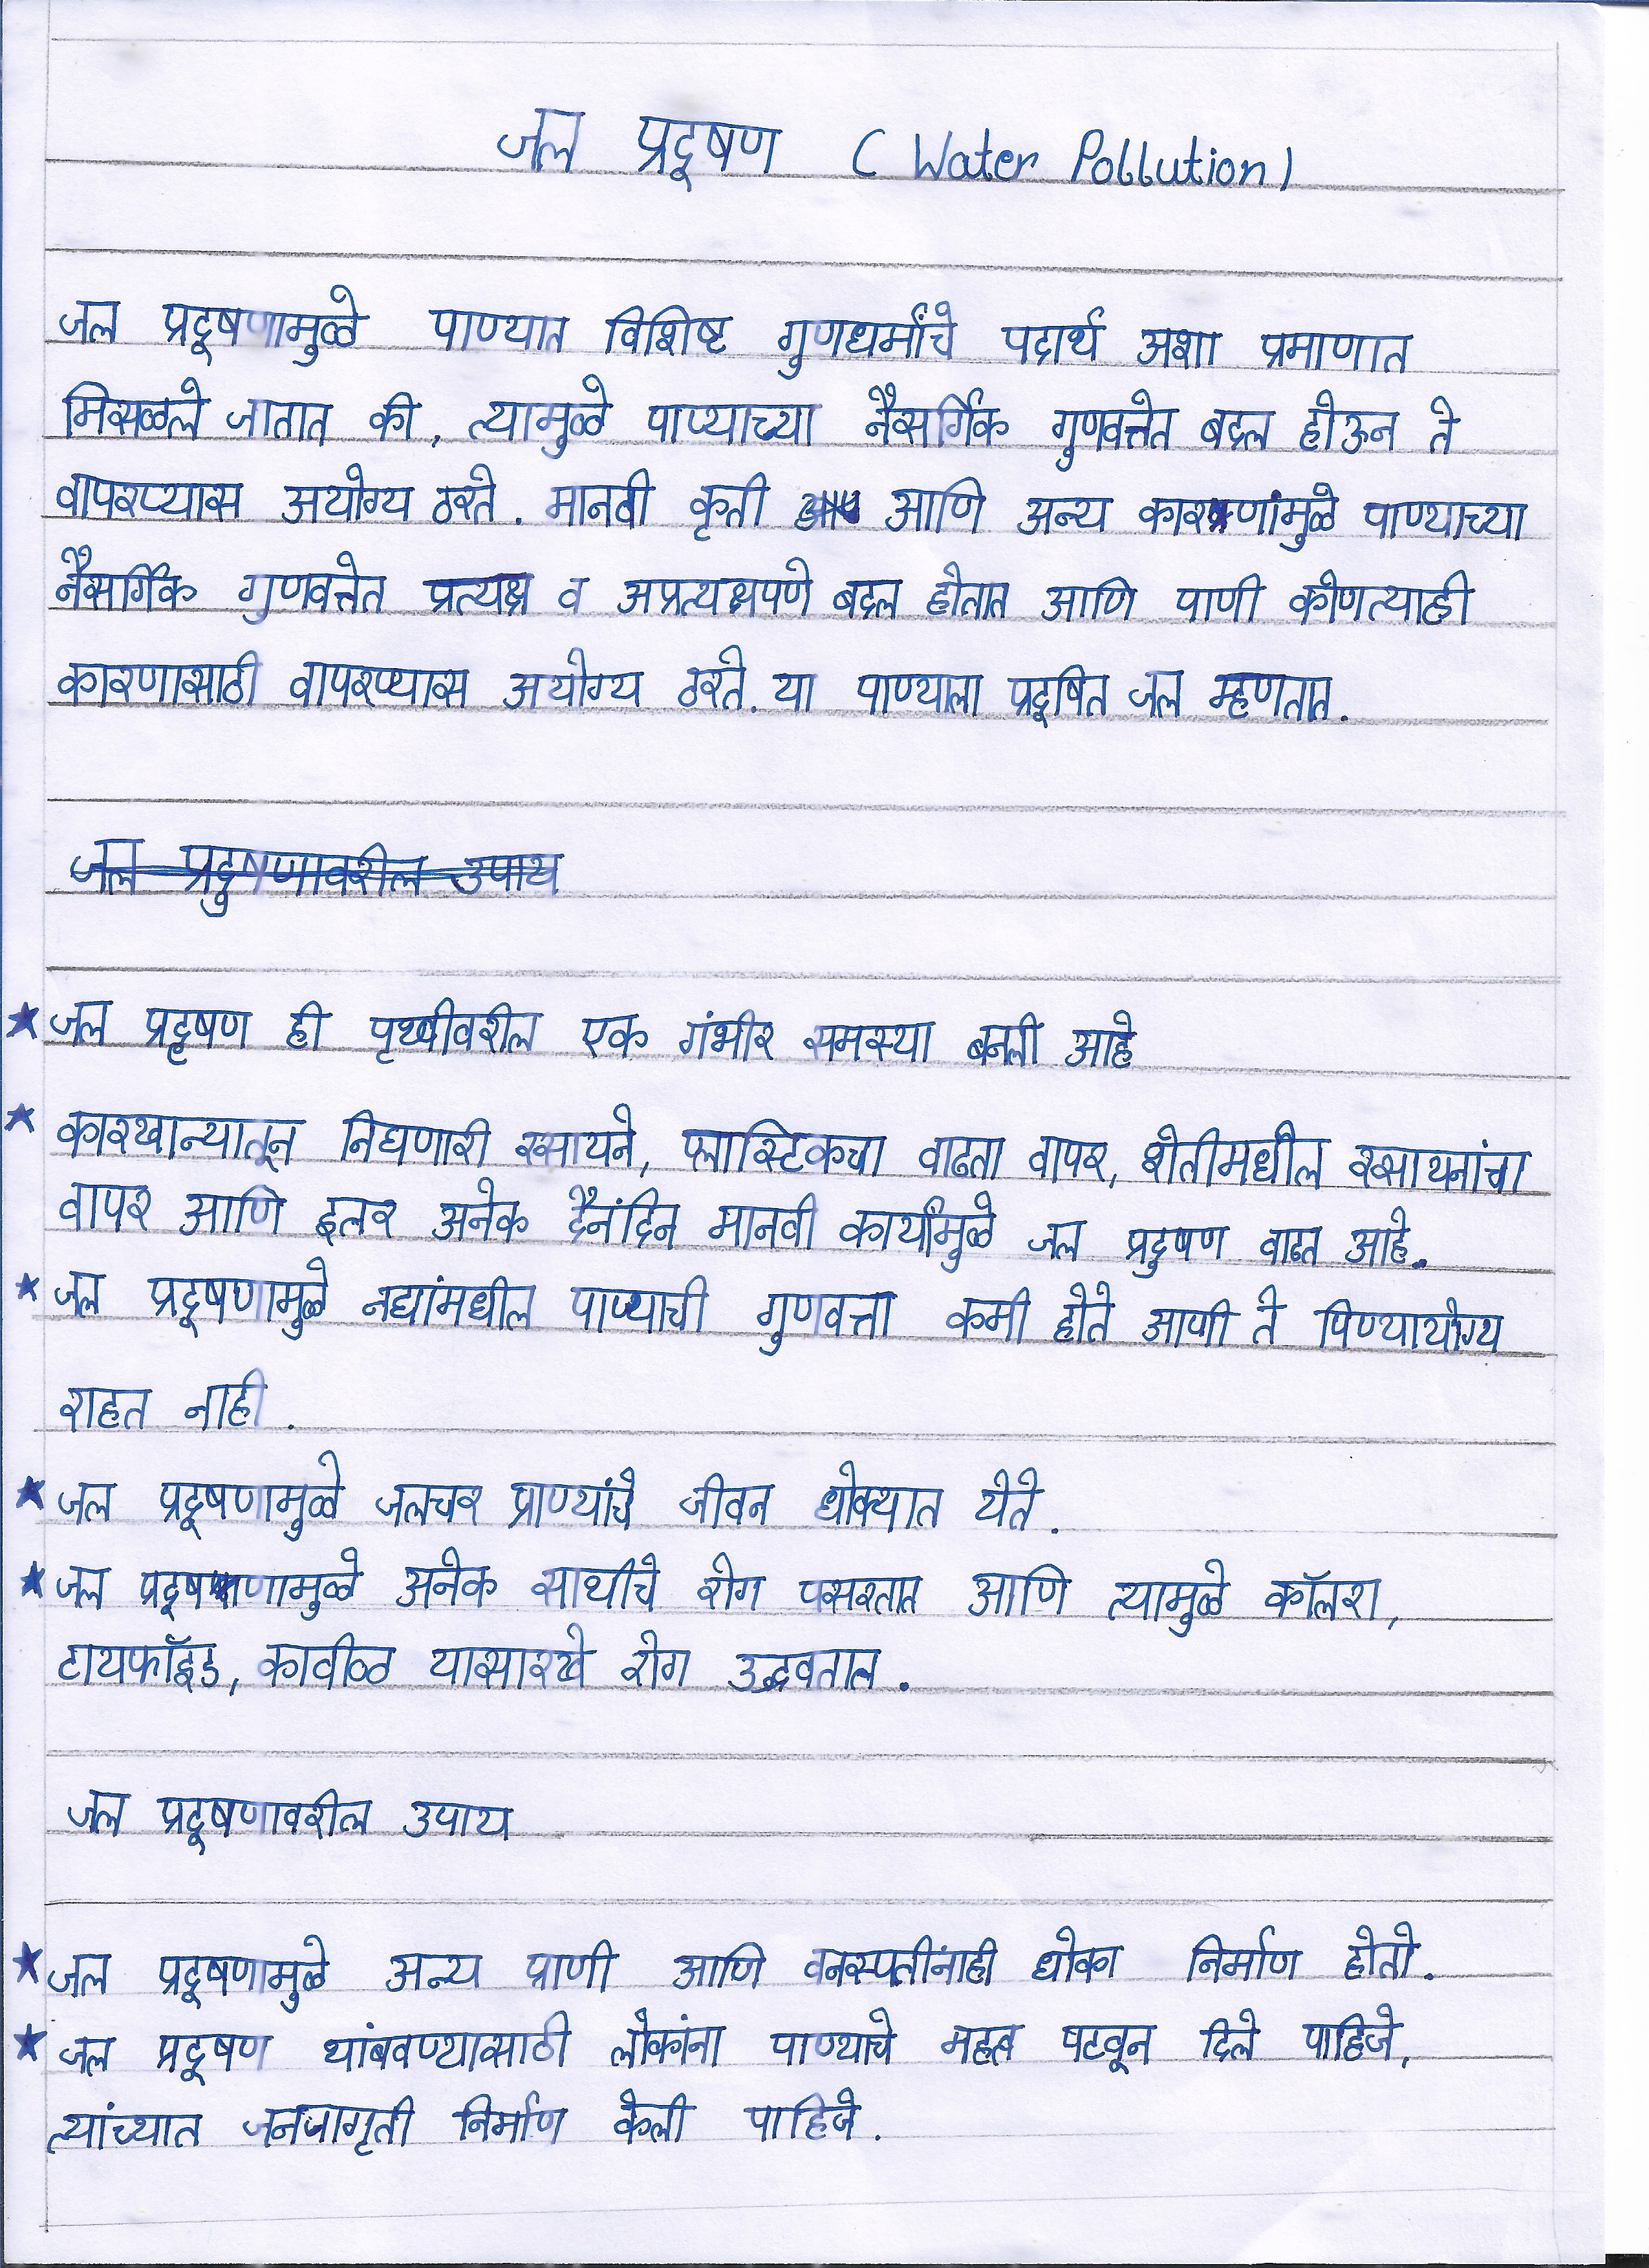 जल प्रदूषण (Water Pollution)
जल प्रदूषणामुळे पाण्यात विशिष्ट गुणधर्माचे पदार्थ अशा प्रमाणात
मिसळले जातात की, त्यामुळे पाण्याच्या नैसर्गिक गुणवत्तेत बदल होऊन ते
वापरण्यास अयोग्य ठरते. मानवी कृती आणि अन्य कारणांमुळे पाण्याच्या
नैसर्गिक गुणवत्तेत प्रत्यक्ष व अप्रत्यक्षपणे बदल होतात आणि पाणी कोणत्याही
कारणासाठी वापरण्यास अयोग्य ठरते. या पाण्याला प्रदूषित जल म्हणतात.
जल प्रदुषणावरील उपाय
★ जल प्रदूषण ही पृथ्वीवरील एक गंभीर समस्या बनली आहे
★ कारखान्यातून निघणारी रसायने, प्लास्टिकचा वाढता वापर, शेतीमधील रसायनांचा
वापर आणि इतर अनेक दैनंदिन मानवी कार्यांमुळे जल प्रदुषण वाढत आहे.
★ जल प्रदूषणामुळे नद्यांमधील पाण्याची गुणवत्ता कमी होते आणी ते पिण्यायोग्य
राहत नाही.
★ जल प्रदूषणामुळे जलचर प्राण्यांचे जीवन धोक्यात येते.
★ जल प्रदूषणामुळे अनेक साथीचे रोग पसरतात आणि त्यामुळे कॉलरा,
टायफॉइड, कावीळ यासारखे रोग उद्भवतात.
जल प्रदूषणावरील उपाय
★ जल प्रदूषणामुळे अन्य प्राणी आणि वनस्पतींनाही धोका निर्माण होतो.
★ जल प्रदूषण थांबवण्यासाठी लोकांना पाण्याचे महत्व पटवून दिले पाहिजे,
त्यांच्यात जनजागृती निर्माण केली पाहिजे.